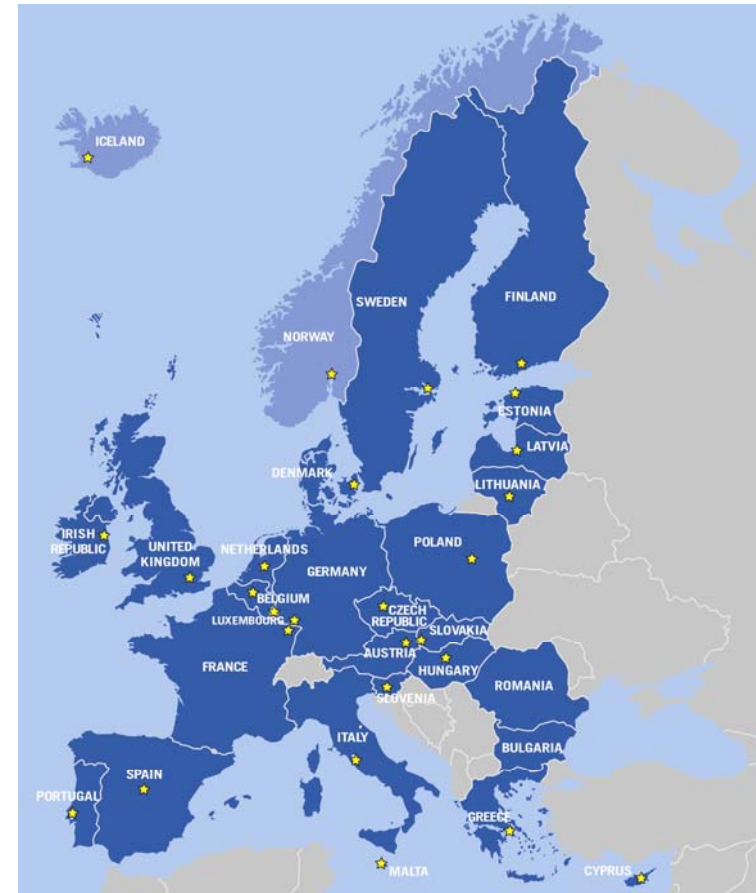 ICELAND
SWEDEN
FINLAND
NORWAY
ESTONIA
LATVIA
DENMARK
LITHUANIA
IRISH
REPUBLIC
UNITED
KINGDOM
NETHERLANDS
POLAND
GERMANY
BELGIUM
LUXEMBOURG
CZECH
REPUBLIC
SLOVAKIA
AUSTRIA
HUNGARY
FRANCE
SLOVENIA
ROMANIA
ITALY
BULGARIA
SPAIN
PORTUGAL
GREECE
MALTA
CYPRUS